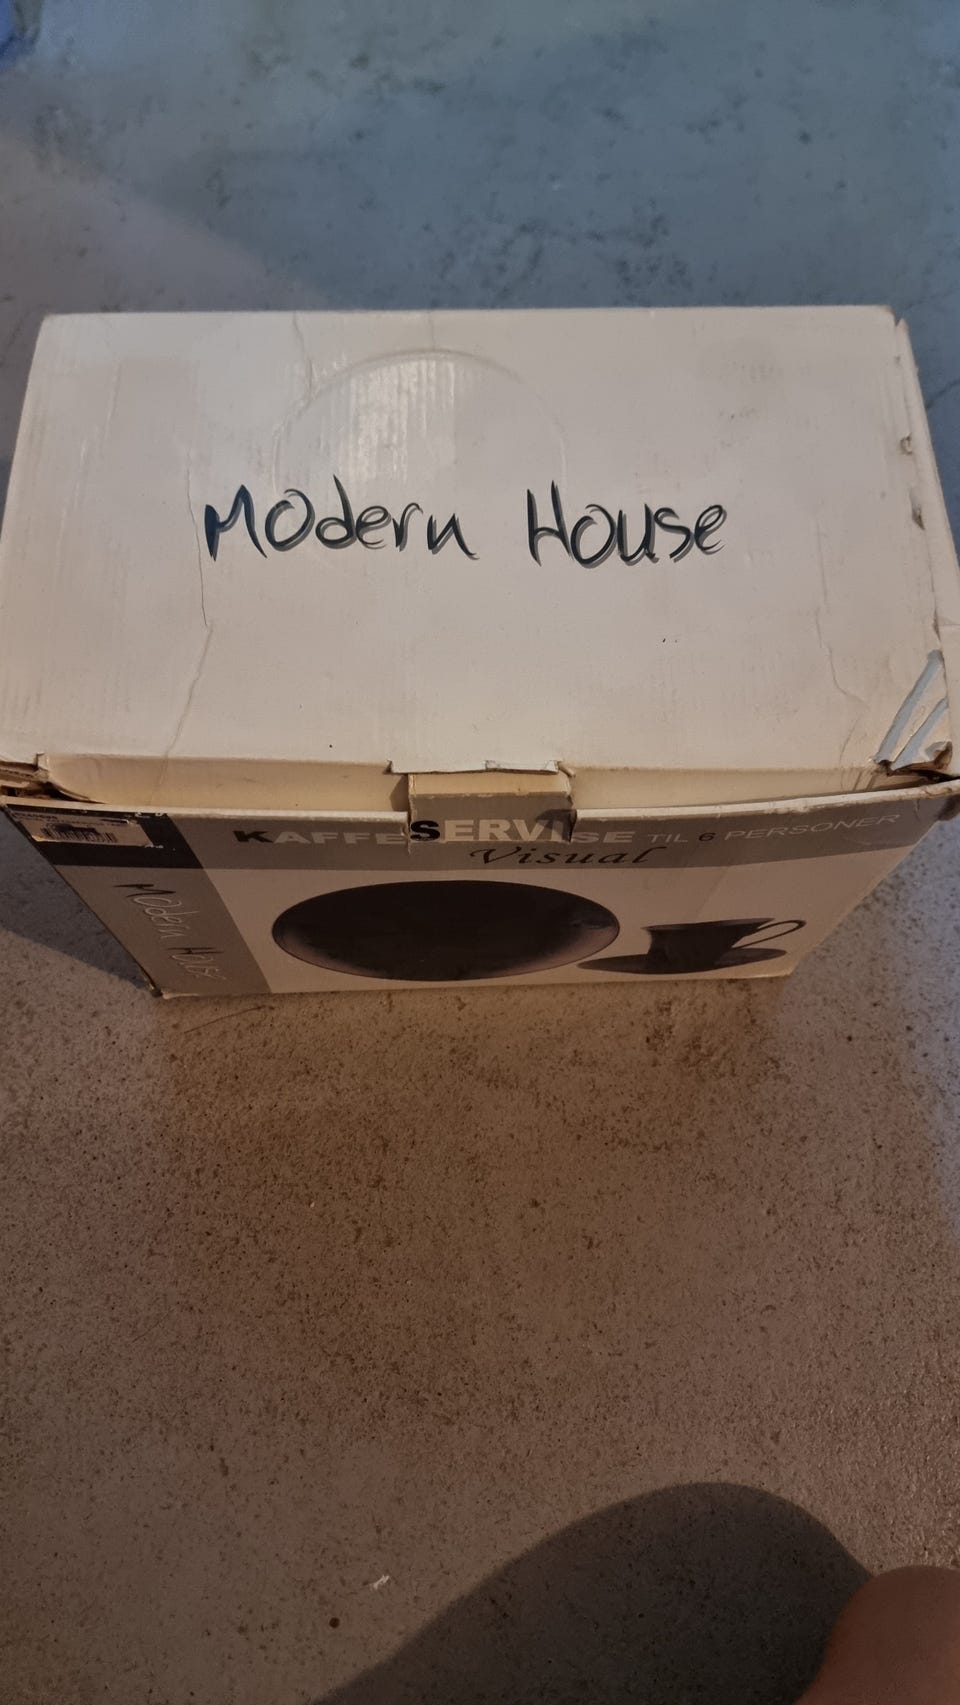 Modern House
KAFFESERVISE TIL 6 PERSONER
Visual
Modern House